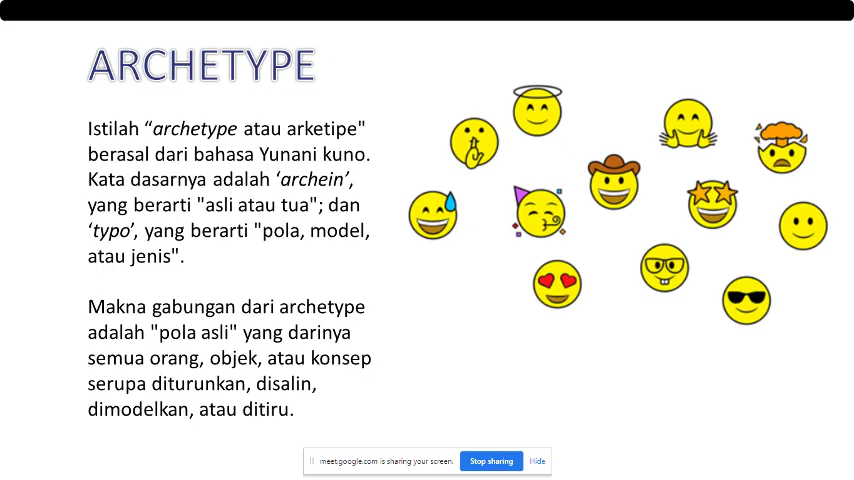 ARCHETYPE
Istilah “archetype atau arketipe"
berasal dari bahasa Yunani kuno.
Kata dasarnya adalah ‘archein’,
yang berarti "asli atau tua"; dan
‘typo’, yang berarti "pola, model,
atau jenis".
Makna gabungan dari archetype
adalah "pola asli" yang darinya
semua orang, objek, atau konsep
serupa diturunkan, disalin,
dimodelkan, atau ditiru.
meet.google.com is sharing your screen. Stop sharing Hide